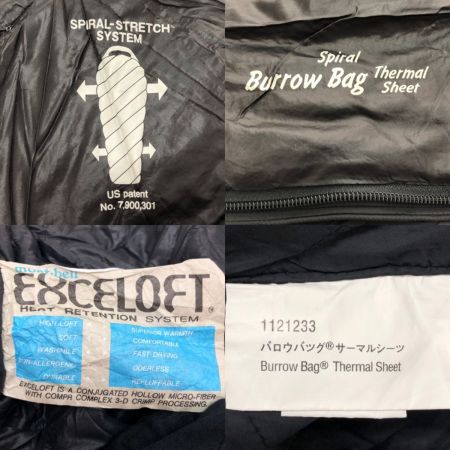 SPIRAL-STRETCH™
SYSTEM
US patent
No. 7,900,301
Spiral
Burrow Bag Thermal
Sheet
mont-bell
EXCELOFT®
HEAT RETENTION SYSTEM
HIGH-LOFT SUPERIOR WARMTH
SOFT COMFORTABLE
WASHABLE FAST DRYING
NON-ALLERGENIC ODERLESS
DURABLE REFLUFFABLE
EXCELOFT IS A CONJUGATED HOLLOW MICRO-FIBER
WITH COMPR COMPLEX 3-D CRIMP PROCESSING.
1121233
バロウバッグ®サーマルシーツ
Burrow Bag® Thermal Sheet